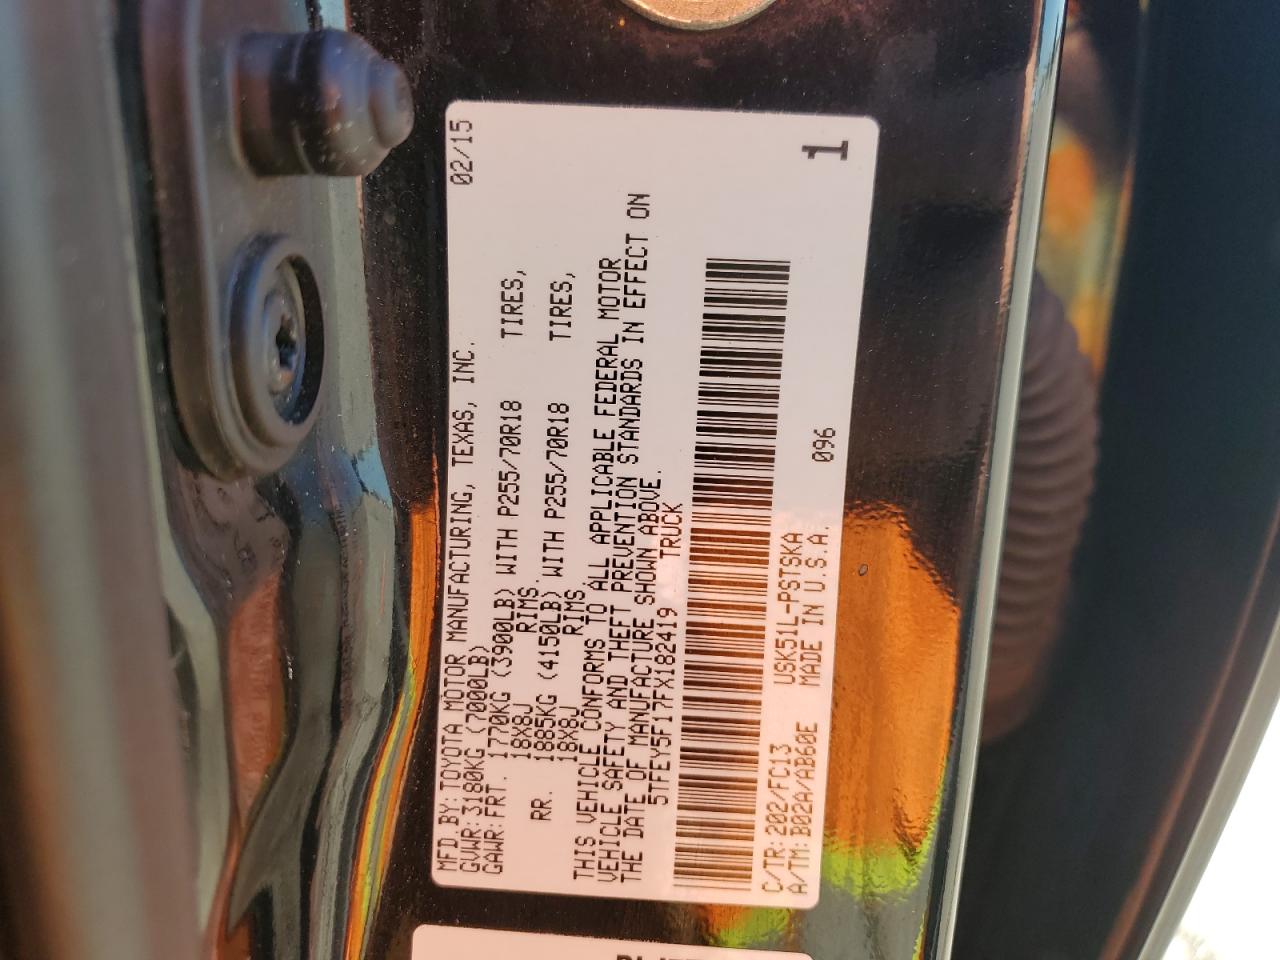 MFD.BY:TOYOTA MOTOR MANUFACTURING, TEXAS, INC. 02/15
GVWR:3180KG (7000LB)
GAWR:FRT. 1770KG (3900LB) WITH P255/70R18 TIRES,
18X8J RIMS.
RR. 1885KG (4150LB) WITH P255/70R18 TIRES,
18X8J RIMS.
THIS VEHICLE CONFORMS TO ALL APPLICABLE FEDERAL MOTOR
VEHICLE SAFETY AND THEFT PREVENTION STANDARDS IN EFFECT ON
THE DATE OF MANUFACTURE SHOWN ABOVE.
5TFEY5F17FX182419 TRUCK
C/TR:202/FC13 USK51L-PSTSKA 096
A/TM:B02A/AB60E MADE IN U.S.A.
1